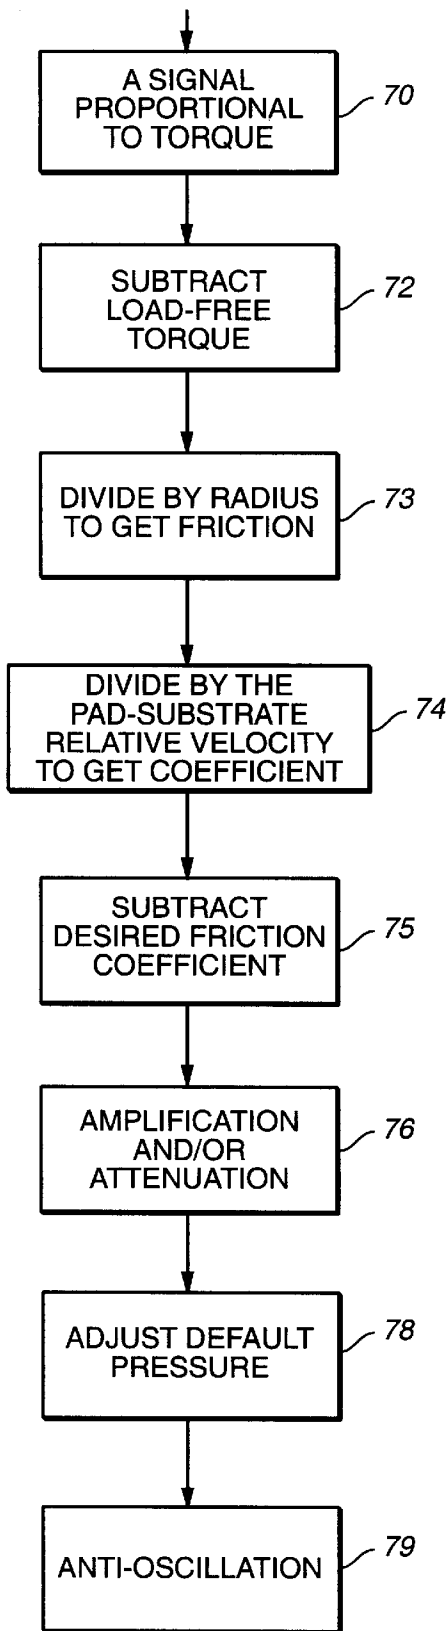 A SIGNAL
PROPORTIONAL
TO TORQUE
70
SUBTRACT
LOAD-FREE
TORQUE
72
DIVIDE BY RADIUS
TO GET FRICTION
73
DIVIDE BY THE
PAD-SUBSTRATE
RELATIVE VELOCITY
TO GET COEFFICIENT
74
SUBTRACT
DESIRED FRICTION
COEFFICIENT
75
AMPLIFICATION
AND/OR
ATTENUATION
76
ADJUST DEFAULT
PRESSURE
78
ANTI-OSCILLATION
79